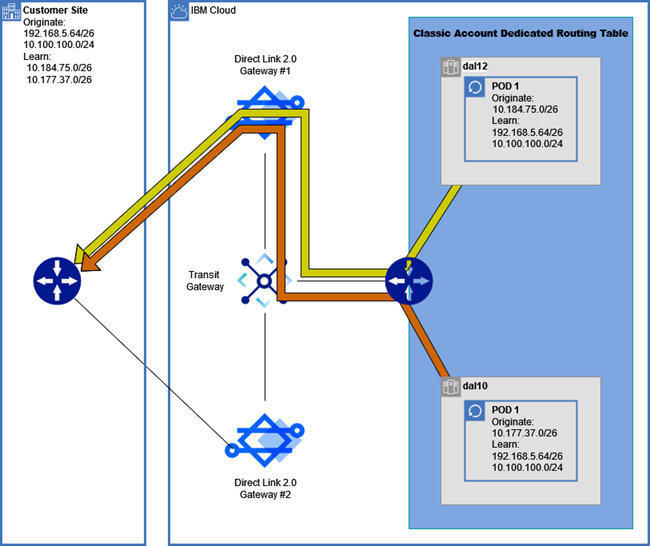 Customer Site
Originate:
192.168.5.64/26
10.100.100.0/24
Learn:
10.184.75.0/26
10.177.37.0/26
IBM Cloud
Direct Link 2.0
Gateway #1
Transit
Gateway
Direct Link 2.0
Gateway #2
Classic Account Dedicated Routing Table
dal12
POD 1
Originate:
10.184.75.0/26
Learn:
192.168.5.64/26
10.100.100.0/24
dal10
POD 1
Originate:
10.177.37.0/26
Learn:
192.168.5.64/26
10.100.100.0/24